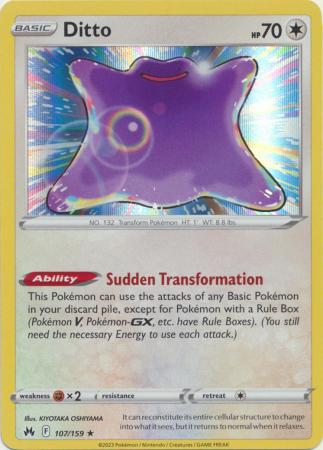 BASIC Ditto HP 70
NO. 132 Transform Pokémon HT: 1' WT: 8.8 lbs.
Ability Sudden Transformation
This Pokémon can use the attacks of any Basic Pokémon
in your discard pile, except for Pokémon with a Rule Box
(Pokémon V, Pokémon-GX, etc. have Rule Boxes). (You still
need the necessary Energy to use each attack.)
weakness ×2 resistance retreat
Illus. KIYOTAKA OSHIYAMA
F 107/159 ★
It can reconstitute its entire cellular structure to change
into what it sees, but it returns to normal when it relaxes.
©2023 Pokémon / Nintendo / Creatures / GAME FREAK